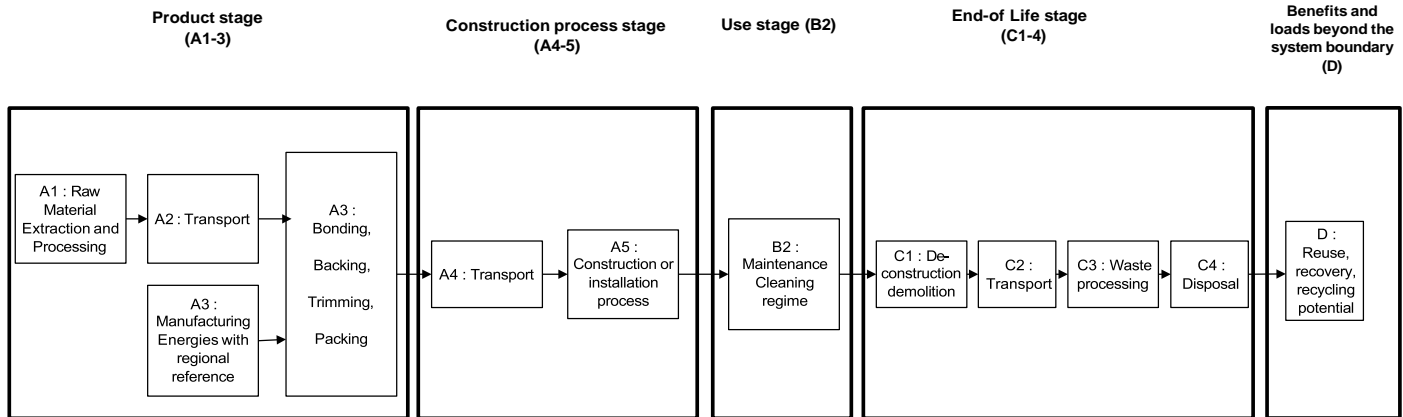 Product stage
(A1-3)
Construction process stage
(A4-5)
Use stage (B2)
End-of Life stage
(C1-4)
Benefits and
loads beyond the
system boundary
(D)
A1 : Raw
Material
Extraction and
Processing
A2 : Transport
A3 :
Manufacturing
Energies with
regional
reference
A3 :
Bonding,
Backing,
Trimming,
Packing
A4 : Transport
A5 :
Construction or
installation
process
B2 :
Maintenance
Cleaning
regime
C1 : De-
construction
demolition
C2 :
Transport
C3 : Waste
processing
C4 :
Disposal
D :
Reuse,
recovery,
recycling
potential